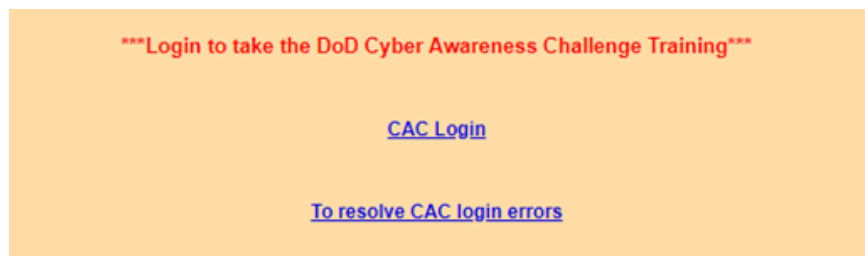 ***Login to take the DoD Cyber Awareness Challenge Training***
CAC Login
To resolve CAC login errors